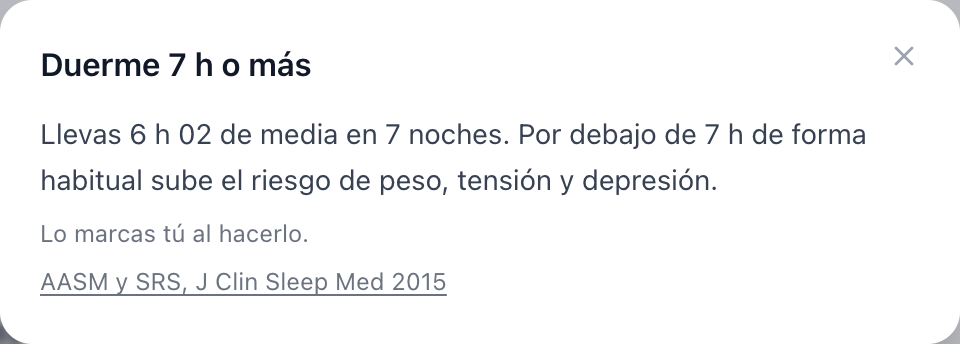 Duerme 7 h o más
Llevas 6 h 02 de media en 7 noches. Por debajo de 7 h de forma
habitual sube el riesgo de peso, tensión y depresión.
Lo marcas tú al hacerlo.
AASM y SRS, J Clin Sleep Med 2015